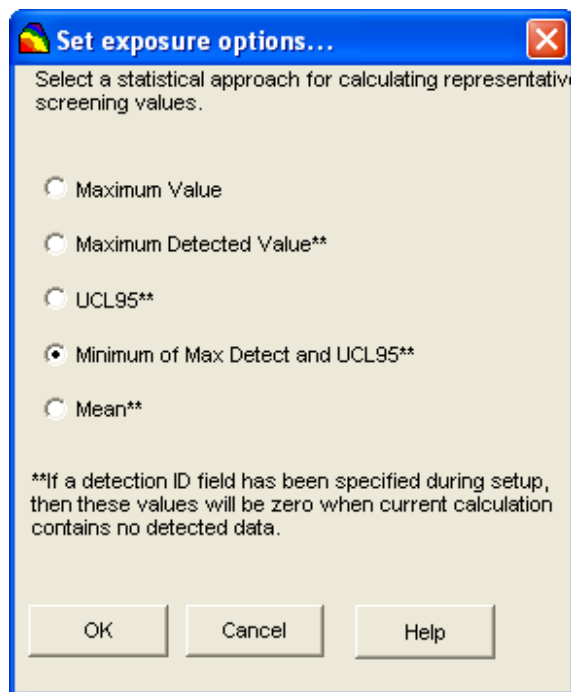 Set exposure options...
Select a statistical approach for calculating representativ
screening values.
Maximum Value
Maximum Detected Value**
UCL95**
Minimum of Max Detect and UCL95**
Mean**
**If a detection ID field has been specified during setup,
then these values will be zero when current calculation
contains no detected data.
OK
Cancel
Help